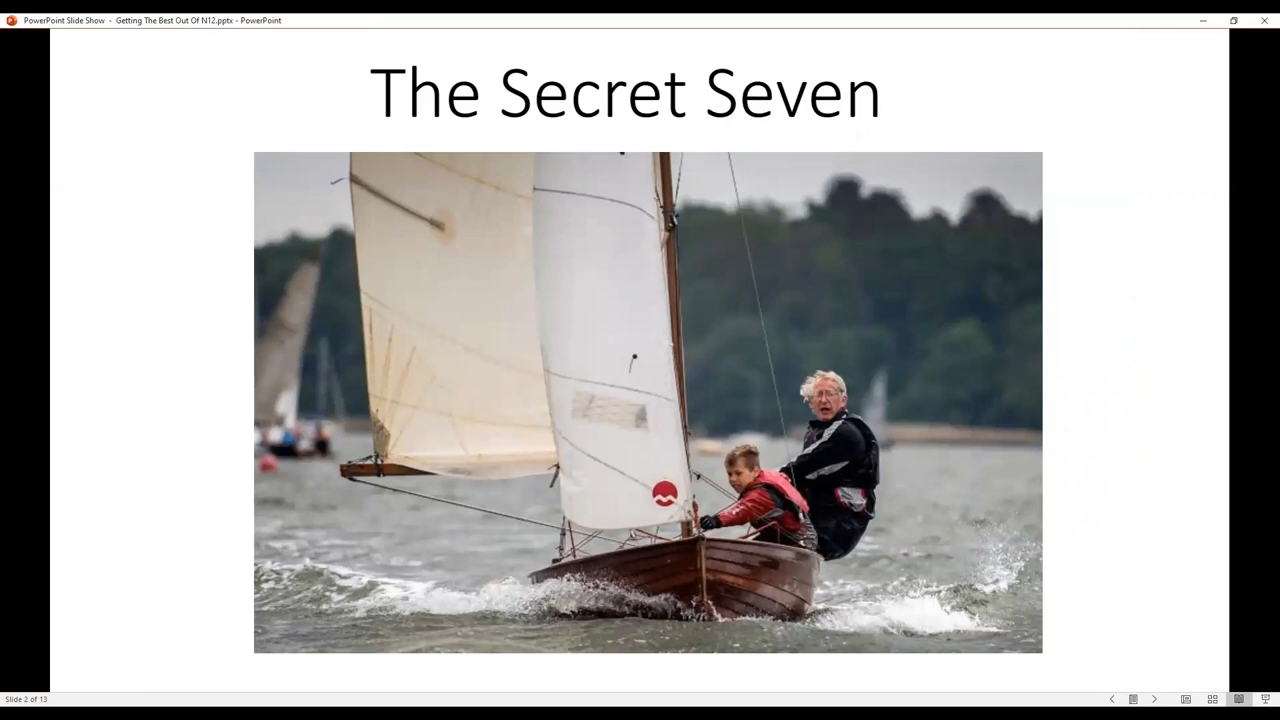 PowerPoint Slide Show - Getting The Best Out Of N12.pptx - PowerPoint
The Secret Seven
Slide 2 of 13